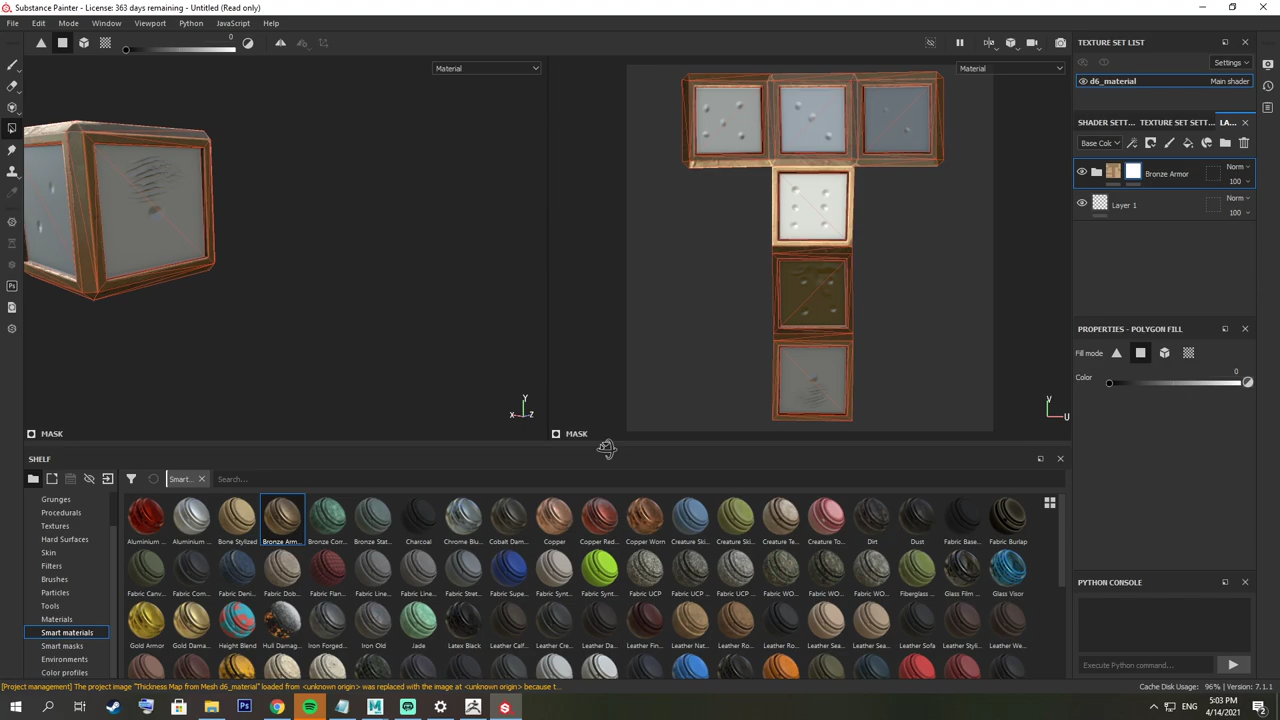 Substance Painter - License: 363 days remaining - Untitled (Read only)
File Edit Mode Window Viewport Python JavaScript Help
0
Material
Material
TEXTURE SET LIST
Settings
d6_material Main shader
SHADER SETT... TEXTURE SET SETT... LA...
Base Col
Bronze Armor Norm 100
Layer 1 Norm 100
PROPERTIES - POLYGON FILL
Fill mode
Color 0
Y
X Z
V
U
MASK
MASK
SHELF
Smart...
Search...
Grunges
Procedurals
Textures
Hard Surfaces
Skin
Filters
Brushes
Particles
Tools
Materials
Smart materials
Smart masks
Environments
Color profiles
Aluminium ... Aluminium ... Bone Stylized Bronze Arm... Bronze Corr... Bronze Stat... Charcoal Chrome Blu... Cobalt Dam... Copper Copper Red... Copper Worn Creature Ski... Creature Ski... Creature Te... Creature To... Dirt Dust Fabric Base... Fabric Burlap
Fabric Canv... Fabric Com... Fabric Deni... Fabric Dob... Fabric Flan... Fabric Line... Fabric Line... Fabric Stret... Fabric Supe... Fabric Synt... Fabric Synt... Fabric UCP Fabric UCP ... Fabric WO... Fabric WO... Fabric WO... Fabric WO... Fiberglass ... Glass Film ... Glass Visor
Gold Armor Gold Dama... Height Blend Hull Damag... Iron Forged... Iron Old Jade Latex Black Leather Calf... Leather Cre... Leather Da... Leather Fin... Leather Nat... Leather Ro... Leather Sea... Leather Sea... Leather Sea... Leather Sofa Leather Styli... Leather We...
PYTHON CONSOLE
Execute Python command...
[Project management] The project image "Thickness Map from Mesh d6_material" loaded from <unknown origin> was replaced with the image at <unknown origin> because t...
Cache Disk Usage: 96% | Version: 7.1.1
ENG
5:03 PM
4/14/2021
2